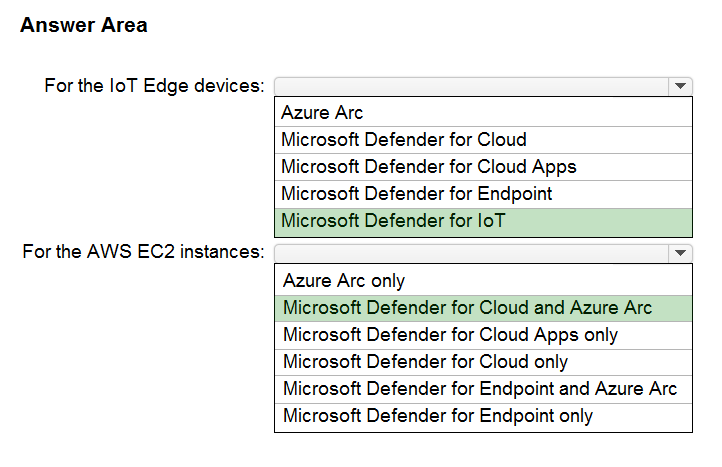 Answer Area
For the IoT Edge devices:
Azure Arc
Microsoft Defender for Cloud
Microsoft Defender for Cloud Apps
Microsoft Defender for Endpoint
Microsoft Defender for IoT
For the AWS EC2 instances:
Azure Arc only
Microsoft Defender for Cloud and Azure Arc
Microsoft Defender for Cloud Apps only
Microsoft Defender for Cloud only
Microsoft Defender for Endpoint and Azure Arc
Microsoft Defender for Endpoint only